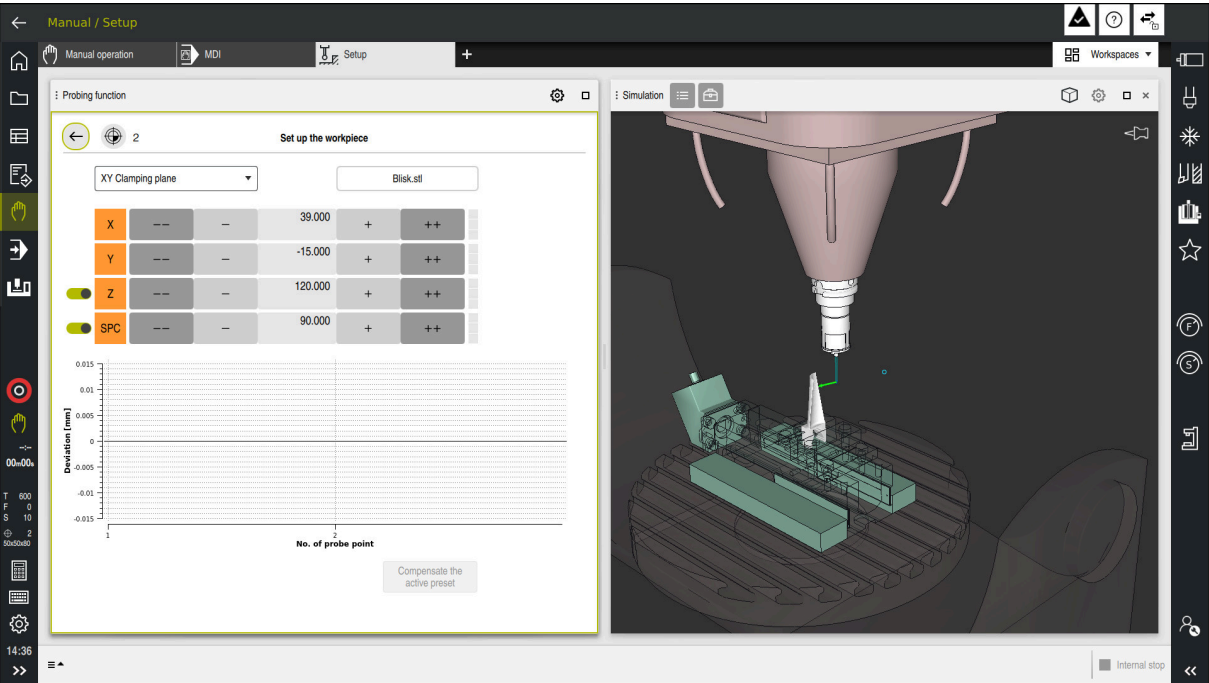 Manual / Setup
Manual operation
MDI
Setup
+
Workspaces
Probing function
Simulation
2
Set up the workpiece
XY Clamping plane
Blisk.stl
X -- - 39.000 + ++
Y -- - -15.000 + ++
Z -- - 120.000 + ++
SPC -- - 90.000 + ++
0.015
0.01
0.005
0
-0.005
-0.01
-0.015
Deviation [mm]
1 2
No. of probe point
Compensate the
active preset
--:--
00m00s
T 600
F 0
S 10
2
50x50x80
14:36
F
S
Internal stop